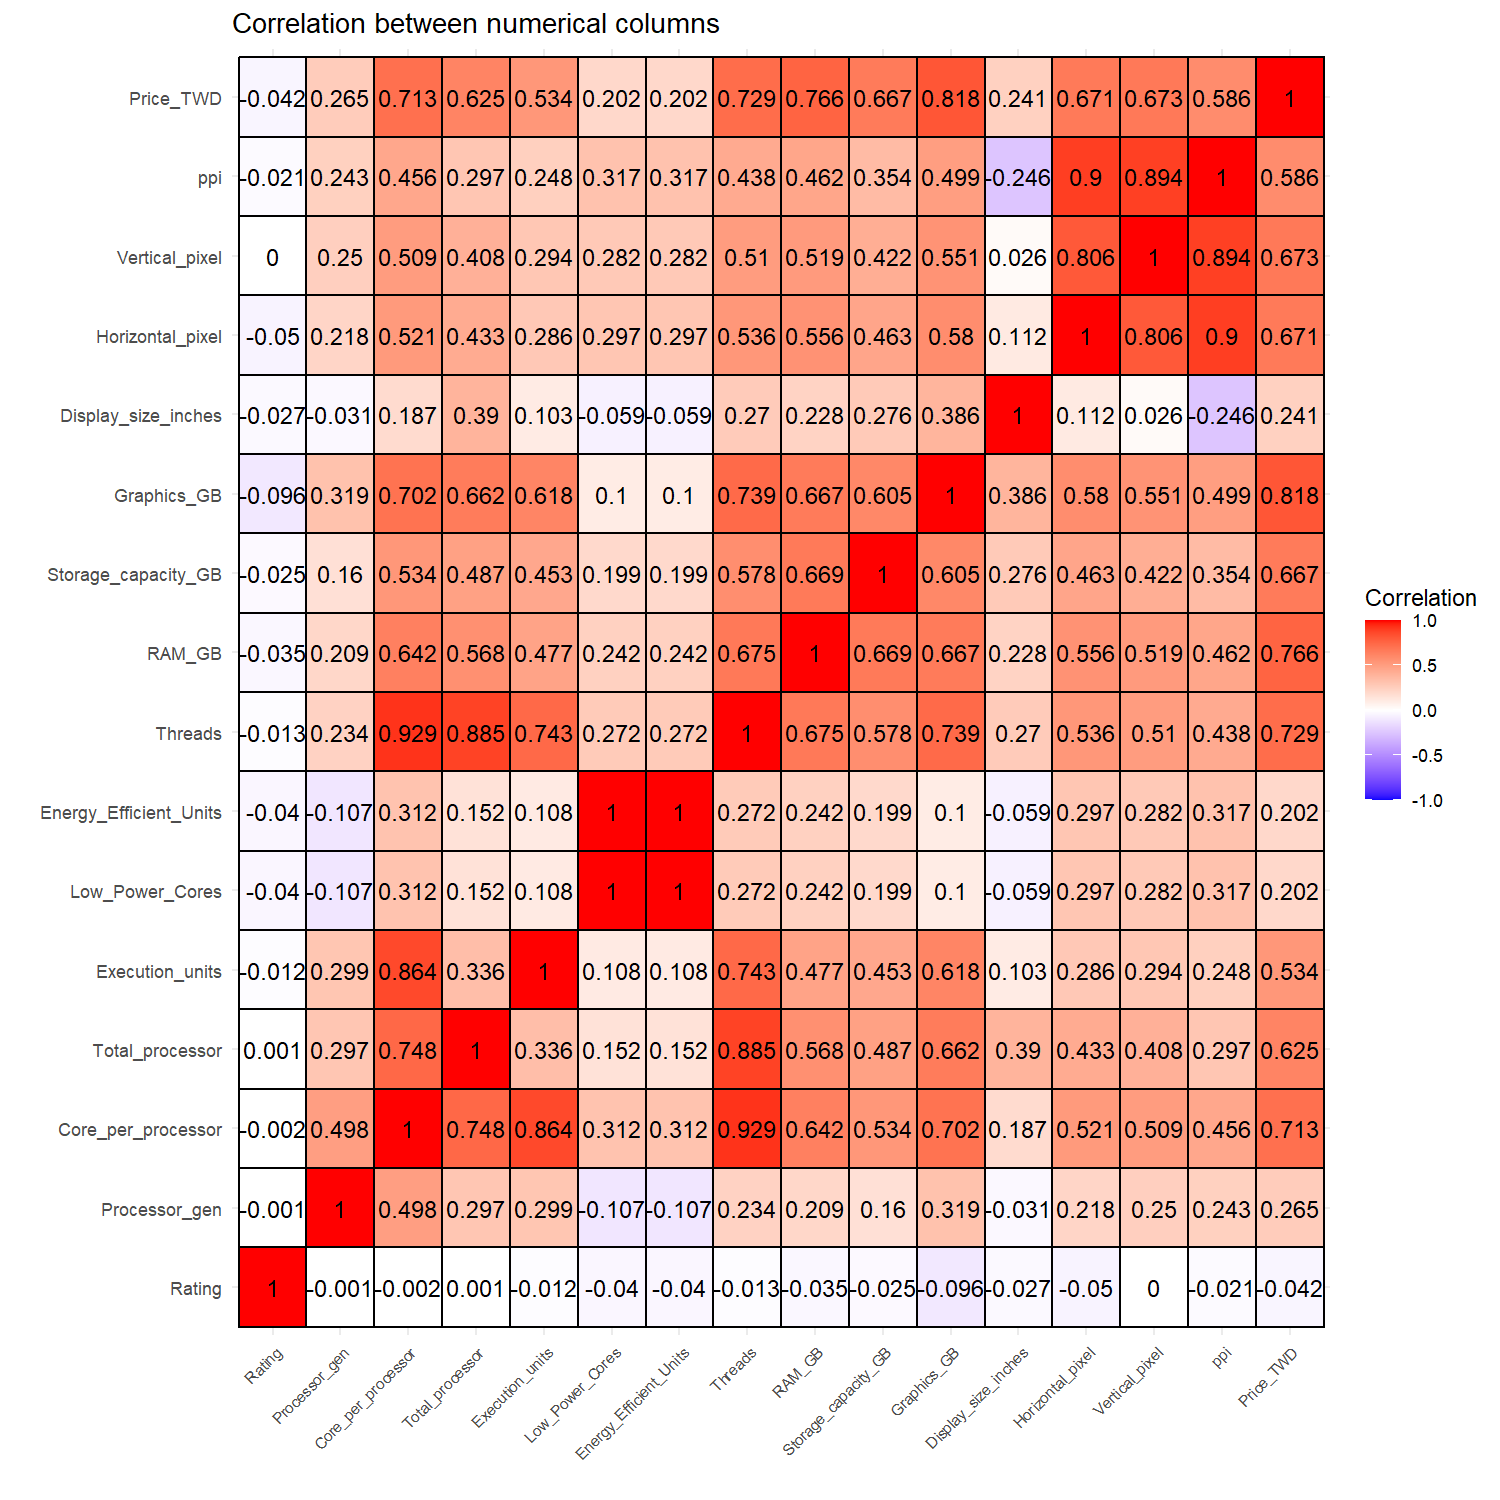 Correlation between numerical columns
Price_TWD -0.042 0.265 0.713 0.625 0.534 0.202 0.202 0.729 0.766 0.667 0.818 0.241 0.671 0.673 0.586 1
ppi -0.021 0.243 0.456 0.297 0.248 0.317 0.317 0.438 0.462 0.354 0.499 -0.246 0.9 0.894 1 0.586
Vertical_pixel 0 0.25 0.509 0.408 0.294 0.282 0.282 0.51 0.519 0.422 0.551 0.026 0.806 1 0.894 0.673
Horizontal_pixel -0.05 0.218 0.521 0.433 0.286 0.297 0.297 0.536 0.556 0.463 0.58 0.112 1 0.806 0.9 0.671
Display_size_inches -0.027 -0.031 0.187 0.39 0.103 -0.059 -0.059 0.27 0.228 0.276 0.386 1 0.112 0.026 -0.246 0.241
Graphics_GB -0.096 0.319 0.702 0.662 0.618 0.1 0.1 0.739 0.667 0.605 1 0.386 0.58 0.551 0.499 0.818
Storage_capacity_GB -0.025 0.16 0.534 0.487 0.453 0.199 0.199 0.578 0.669 1 0.605 0.276 0.463 0.422 0.354 0.667
RAM_GB -0.035 0.209 0.642 0.568 0.477 0.242 0.242 0.675 1 0.669 0.667 0.228 0.556 0.519 0.462 0.766
Threads -0.013 0.234 0.929 0.885 0.743 0.272 0.272 1 0.675 0.578 0.739 0.27 0.536 0.51 0.438 0.729
Energy_Efficient_Units -0.04 -0.107 0.312 0.152 0.108 1 1 0.272 0.242 0.199 0.1 -0.059 0.297 0.282 0.317 0.202
Low_Power_Cores -0.04 -0.107 0.312 0.152 0.108 1 1 0.272 0.242 0.199 0.1 -0.059 0.297 0.282 0.317 0.202
Execution_units -0.012 0.299 0.864 0.336 1 0.108 0.108 0.743 0.477 0.453 0.618 0.103 0.286 0.294 0.248 0.534
Total_processor 0.001 0.297 0.748 1 0.336 0.152 0.152 0.885 0.568 0.487 0.662 0.39 0.433 0.408 0.297 0.625
Core_per_processor -0.002 0.498 1 0.748 0.864 0.312 0.312 0.929 0.642 0.534 0.702 0.187 0.521 0.509 0.456 0.713
Processor_gen -0.001 1 0.498 0.297 0.299 -0.107 -0.107 0.234 0.209 0.16 0.319 -0.031 0.218 0.25 0.243 0.265
Rating 1 -0.001 -0.002 0.001 -0.012 -0.04 -0.04 -0.013 -0.035 -0.025 -0.096 -0.027 -0.05 0 -0.021 -0.042
Rating
Processor_gen
Core_per_processor
Total_processor
Execution_units
Low_Power_Cores
Energy_Efficient_Units
Threads
RAM_GB
Storage_capacity_GB
Graphics_GB
Display_size_inches
Horizontal_pixel
Vertical_pixel
ppi
Price_TWD
Correlation
1.0
0.5
0.0
-0.5
-1.0